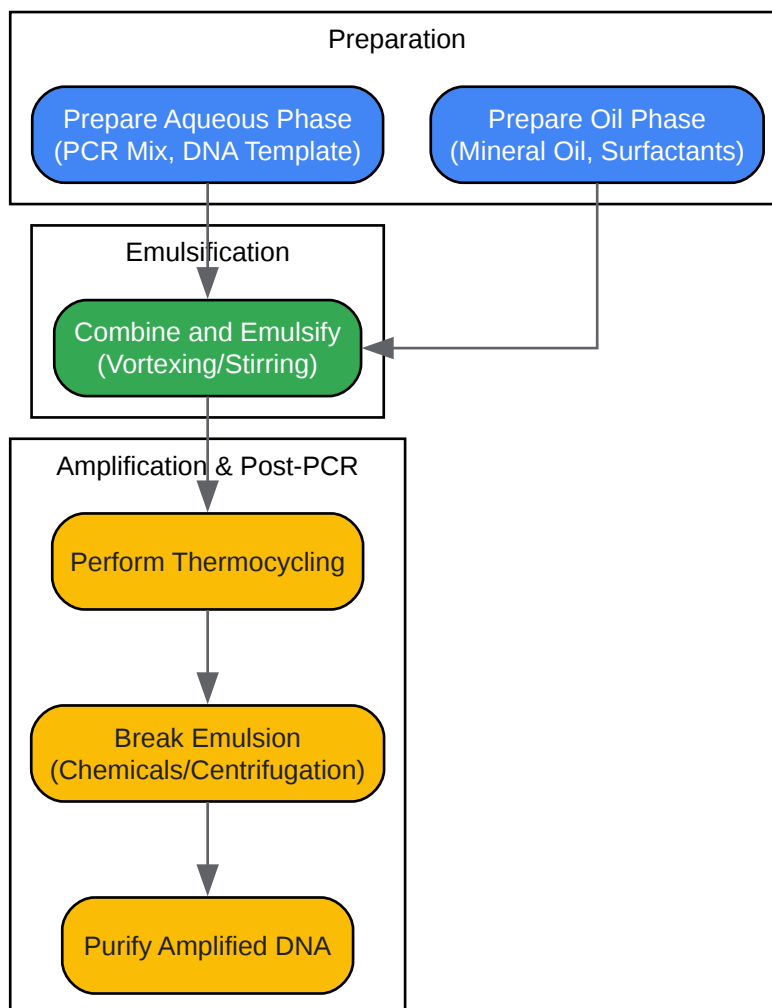 Preparation
Prepare Aqueous Phase
(PCR Mix, DNA Template)
Prepare Oil Phase
(Mineral Oil, Surfactants)
Emulsification
Combine and Emulsify
(Vortexing/Stirring)
Amplification & Post-PCR
Perform Thermocycling
Break Emulsion
(Chemicals/Centrifugation)
Purify Amplified DNA